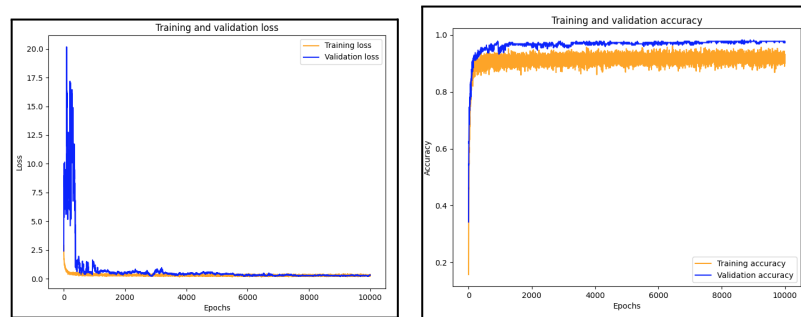 Training and validation loss
Training loss
Validation loss
20.0
17.5
15.0
12.5
10.0
7.5
5.0
2.5
0.0
Loss
0
2000
4000
6000
8000
10000
Epochs
Training and validation accuracy
1.0
0.8
0.6
0.4
0.2
Accuracy
Training accuracy
Validation accuracy
0
2000
4000
6000
8000
10000
Epochs